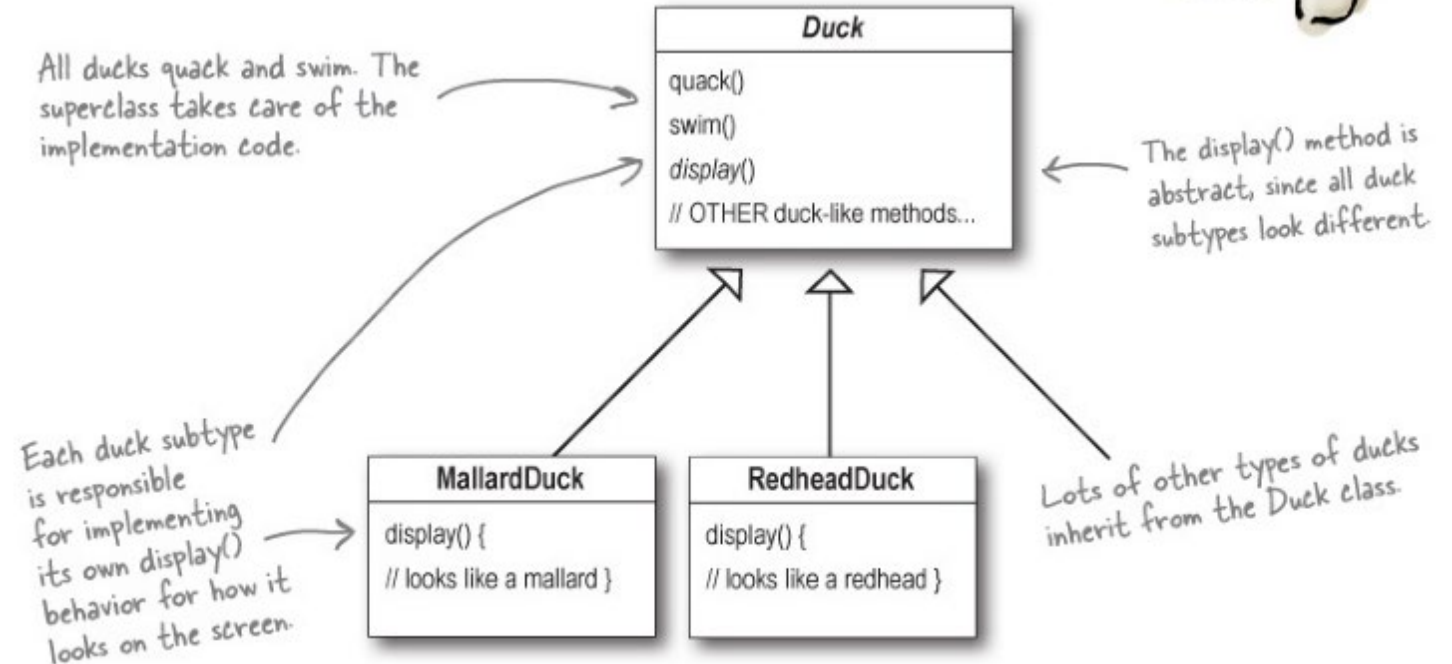 Duck
quack()
swim()
display()
// OTHER duck-like methods...
All ducks quack and swim. The
superclass takes care of the
implementation code.
The display() method is
abstract, since all duck
subtypes look different.
Each duck subtype
is responsible
for implementing
its own display()
behavior for how it
looks on the screen.
MallardDuck
display() {
// looks like a mallard }
RedheadDuck
display() {
// looks like a redhead }
Lots of other types of ducks
inherit from the Duck class.